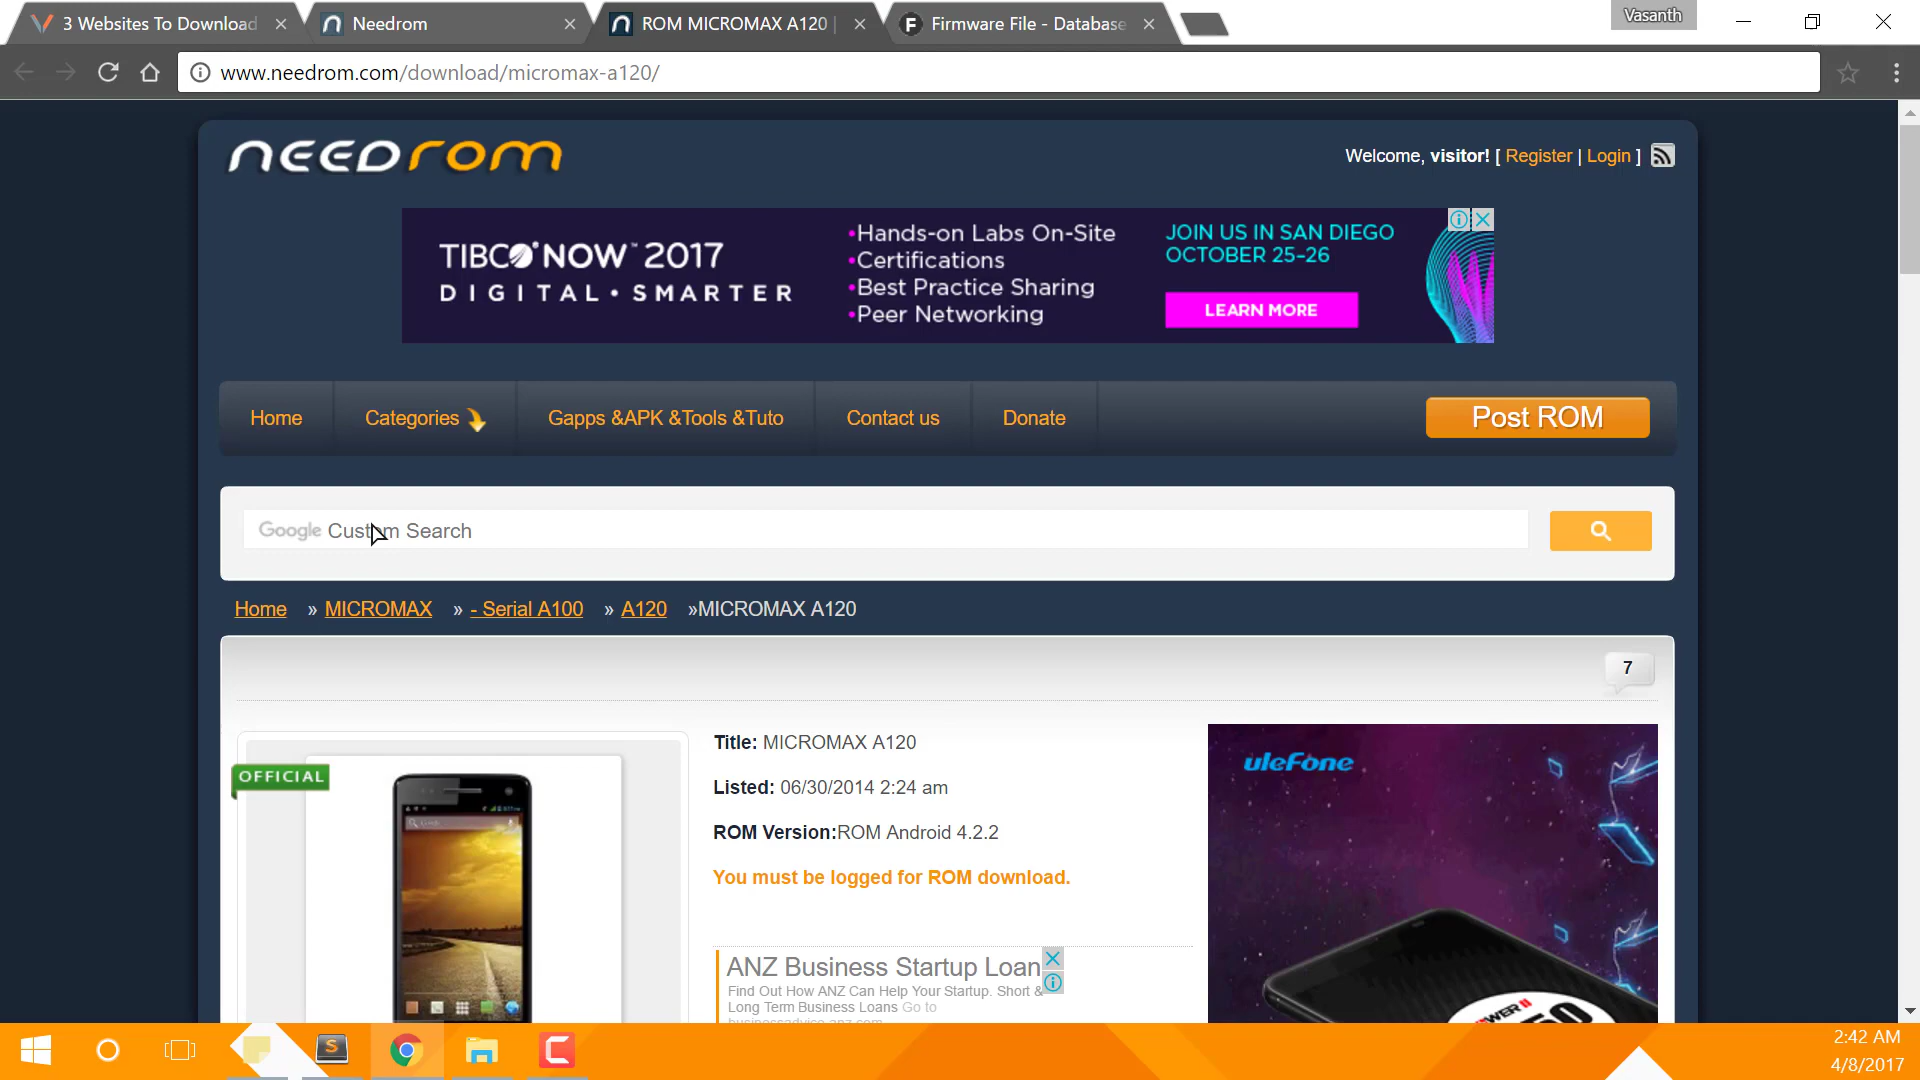 3 Websites To Download
Needrom
ROM MICROMAX A120 |
Firmware File - Database
Vasanth
www.needrom.com/download/micromax-a120/
needrom
Welcome, visitor! [ Register | Login ]
TIBCO NOW™ 2017
DIGITAL • SMARTER
•Hands-on Labs On-Site
•Certifications
•Best Practice Sharing
•Peer Networking
JOIN US IN SAN DIEGO
OCTOBER 25-26
LEARN MORE
Home
Categories
Gapps &APK &Tools &Tuto
Contact us
Donate
Post ROM
Google Custom Search
Home » MICROMAX » - Serial A100 » A120 »MICROMAX A120
7
OFFICIAL
Title: MICROMAX A120
Listed: 06/30/2014 2:24 am
ROM Version:ROM Android 4.2.2
You must be logged for ROM download.
uleFone
ANZ Business Startup Loan
Find Out How ANZ Can Help Your Startup. Short &
Long Term Business Loans Go to
2:42 AM
4/8/2017